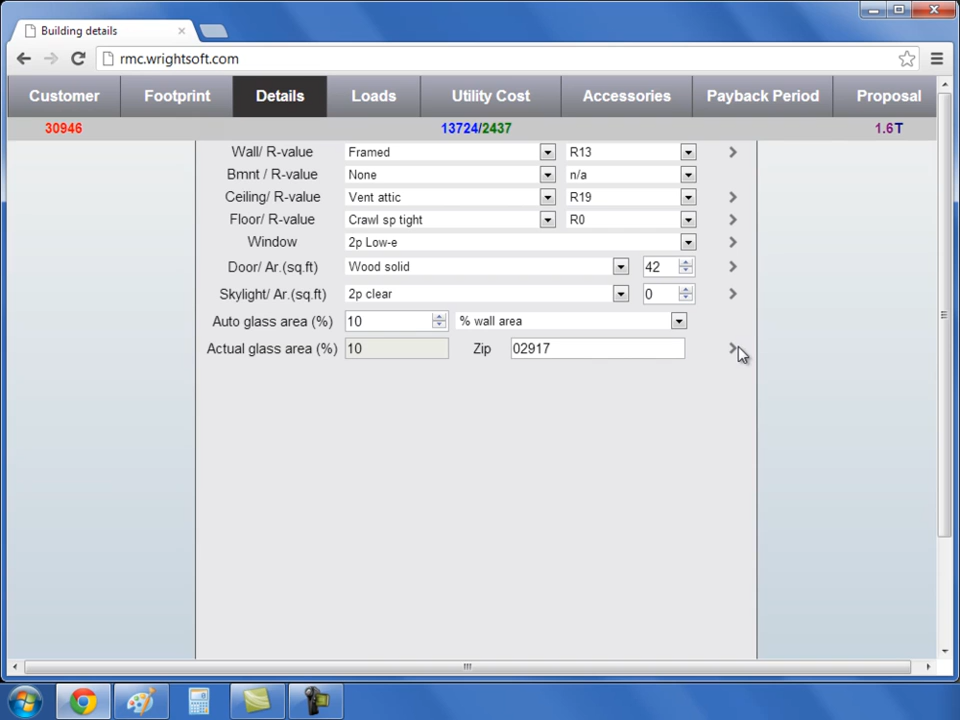 Building details
rmc.wrightsoft.com
Customer Footprint Details Loads Utility Cost Accessories Payback Period Proposal
30946 13724/2437 1.6T
Wall/ R-value Framed R13
Bmnt / R-value None n/a
Ceiling/ R-value Vent attic R19
Floor/ R-value Crawl sp tight R0
Window 2p Low-e
Door/ Ar.(sq.ft) Wood solid 42
Skylight/ Ar.(sq.ft) 2p clear 0
Auto glass area (%) 10 % wall area
Actual glass area (%) 10 Zip 02917